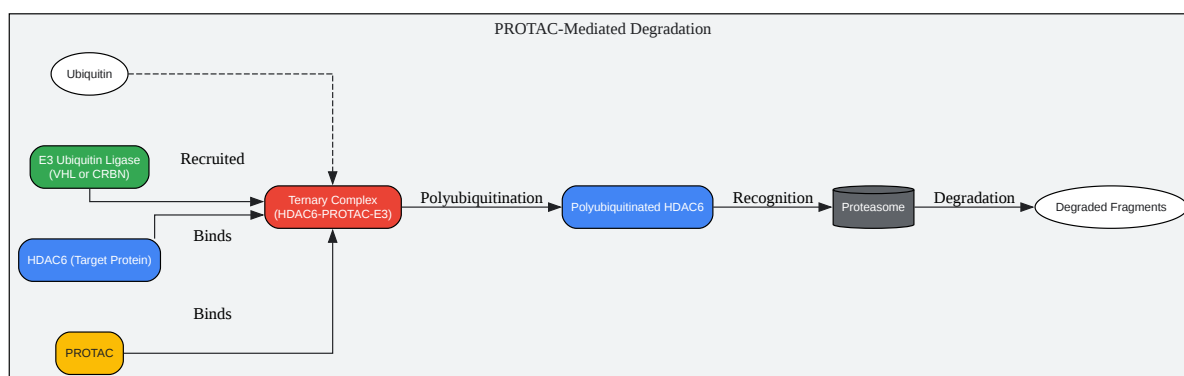 PROTAC-Mediated Degradation
Ubiquitin
E3 Ubiquitin Ligase
(VHL or CRBN)
Recruited
Ternary Complex
(HDAC6-PROTAC-E3)
Polyubiquitination
Polyubiquitinated HDAC6
Recognition
Proteasome
Degradation
Degraded Fragments
Binds
HDAC6 (Target Protein)
Binds
PROTAC